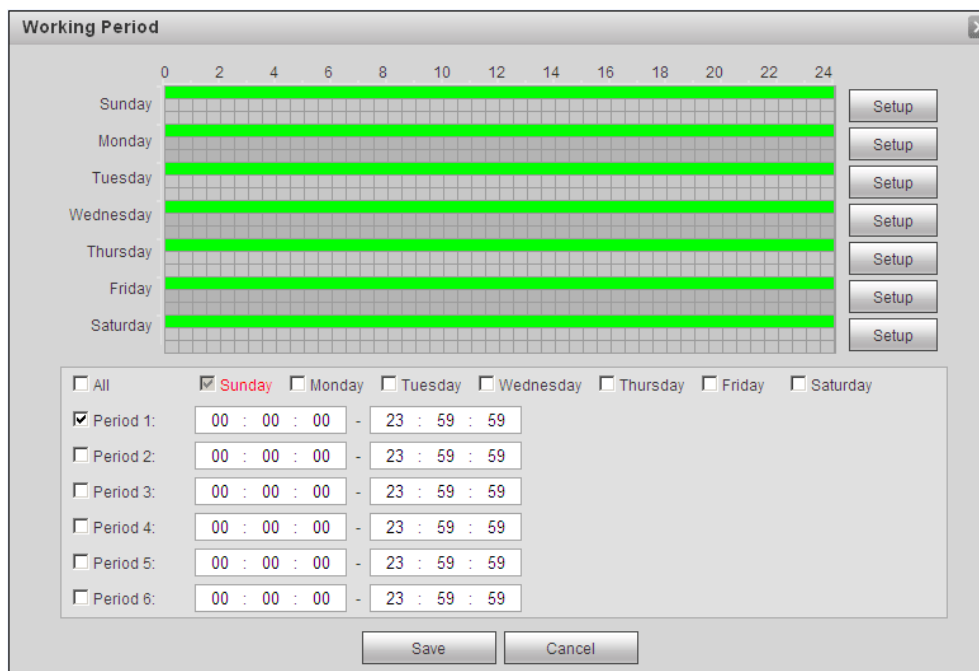 Working Period
0 2 4 6 8 10 12 14 16 18 20 22 24
Sunday Setup
Monday Setup
Tuesday Setup
Wednesday Setup
Thursday Setup
Friday Setup
Saturday Setup
All Sunday Monday Tuesday Wednesday Thursday Friday Saturday
Period 1: 00 : 00 : 00 - 23 : 59 : 59
Period 2: 00 : 00 : 00 - 23 : 59 : 59
Period 3: 00 : 00 : 00 - 23 : 59 : 59
Period 4: 00 : 00 : 00 - 23 : 59 : 59
Period 5: 00 : 00 : 00 - 23 : 59 : 59
Period 6: 00 : 00 : 00 - 23 : 59 : 59
Save Cancel